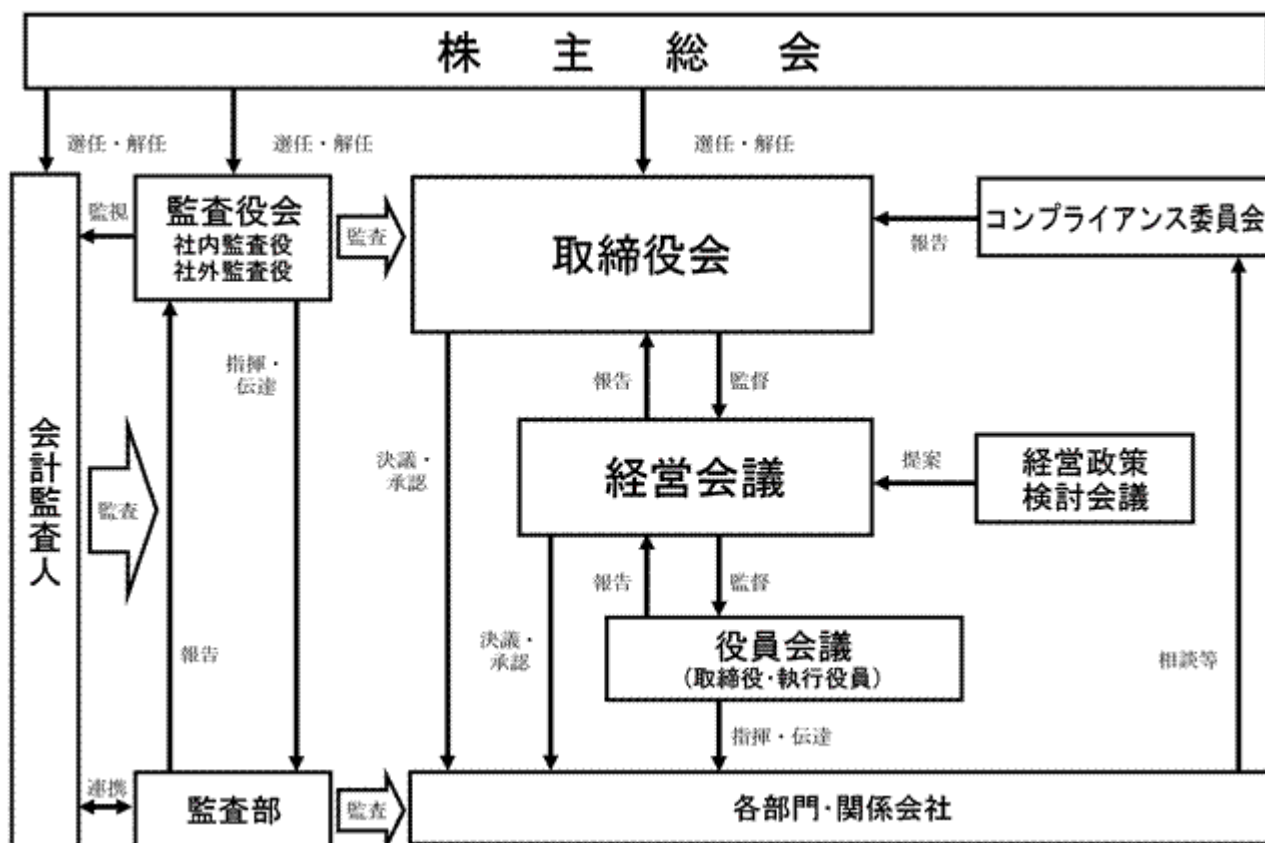 株主総会
選任・解任
選任・解任
選任・解任
監視
監査役会
社内監査役
社外監査役
監査
取締役会
報告
コンプライアンス委員会
指揮・
伝達
報告
監督
会計監査人
監査
決議・
承認
経営会議
提案
経営政策
検討会議
報告
監督
報告
決議・
承認
役員会議
(取締役・執行役員)
相談等
指揮・伝達
連携
監査部
監査
各部門・関係会社